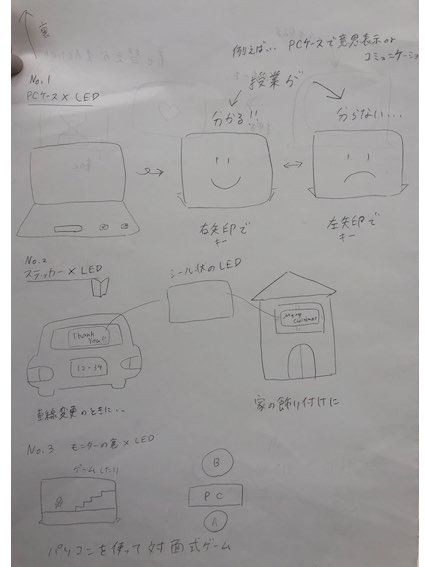 裏
例えば... PCケースで意思表示 or
コミュニケーション
No.1
PCケース × LED
授業が
分かる!!
分からない...
右矢印で
キー
左矢印で
キー
No.2
ステッカー × LED
シール状のLED
Thank
You!!
12-34
Merry
Christmas
車線変更のときに...
家の飾り付けに
No.3 モニターの裏 × LED
ゲームしたり
B
PC
A
パソコンを使って対面式ゲーム